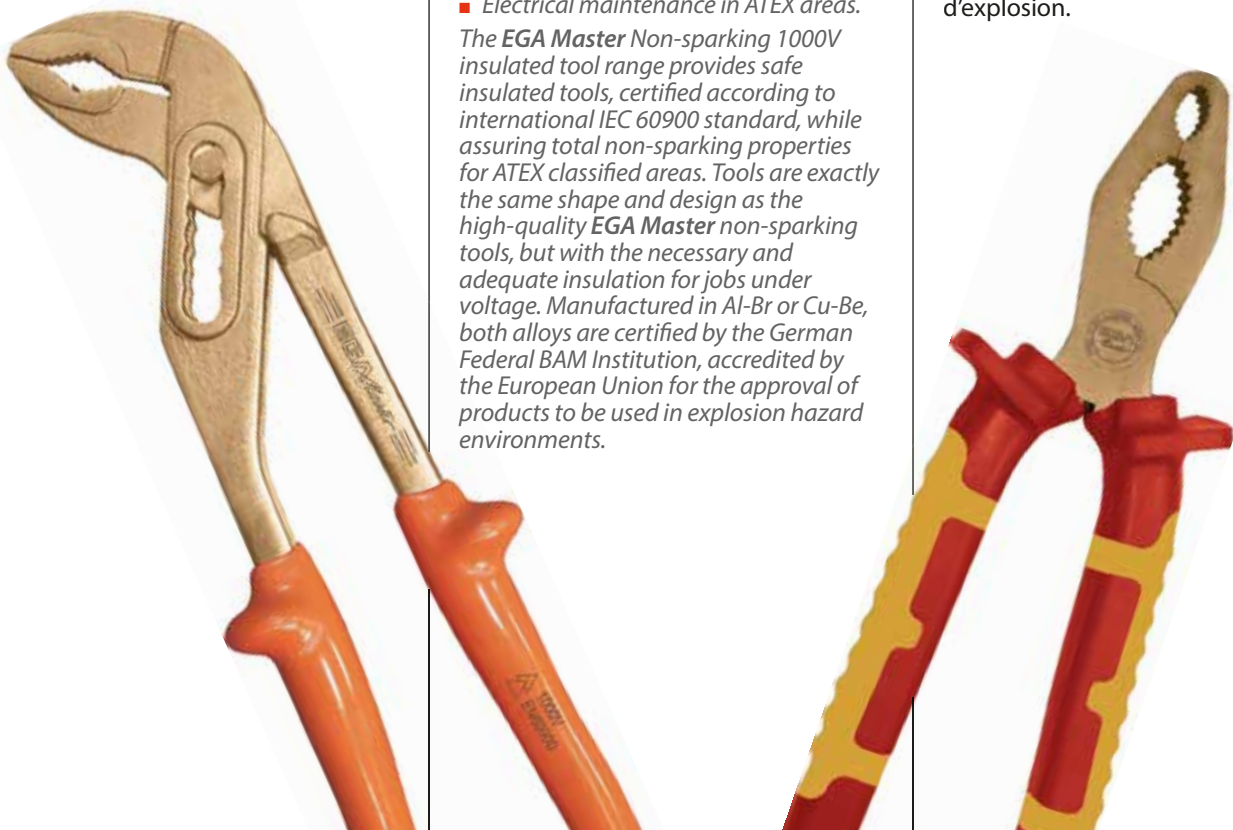 Electrical maintenance in ATEX areas.
The EGA Master Non-sparking 1000V
insulated tool range provides safe
insulated tools, certified according to
international IEC 60900 standard, while
assuring total non-sparking properties
for ATEX classified areas. Tools are exactly
the same shape and design as the
high-quality EGA Master non-sparking
tools, but with the necessary and
adequate insulation for jobs under
voltage. Manufactured in Al-Br or Cu-Be,
both alloys are certified by the German
Federal BAM Institution, accredited by
the European Union for the approval of
products to be used in explosion hazard
environments.
d’explosion.
EGA Master
1000V
EN60900